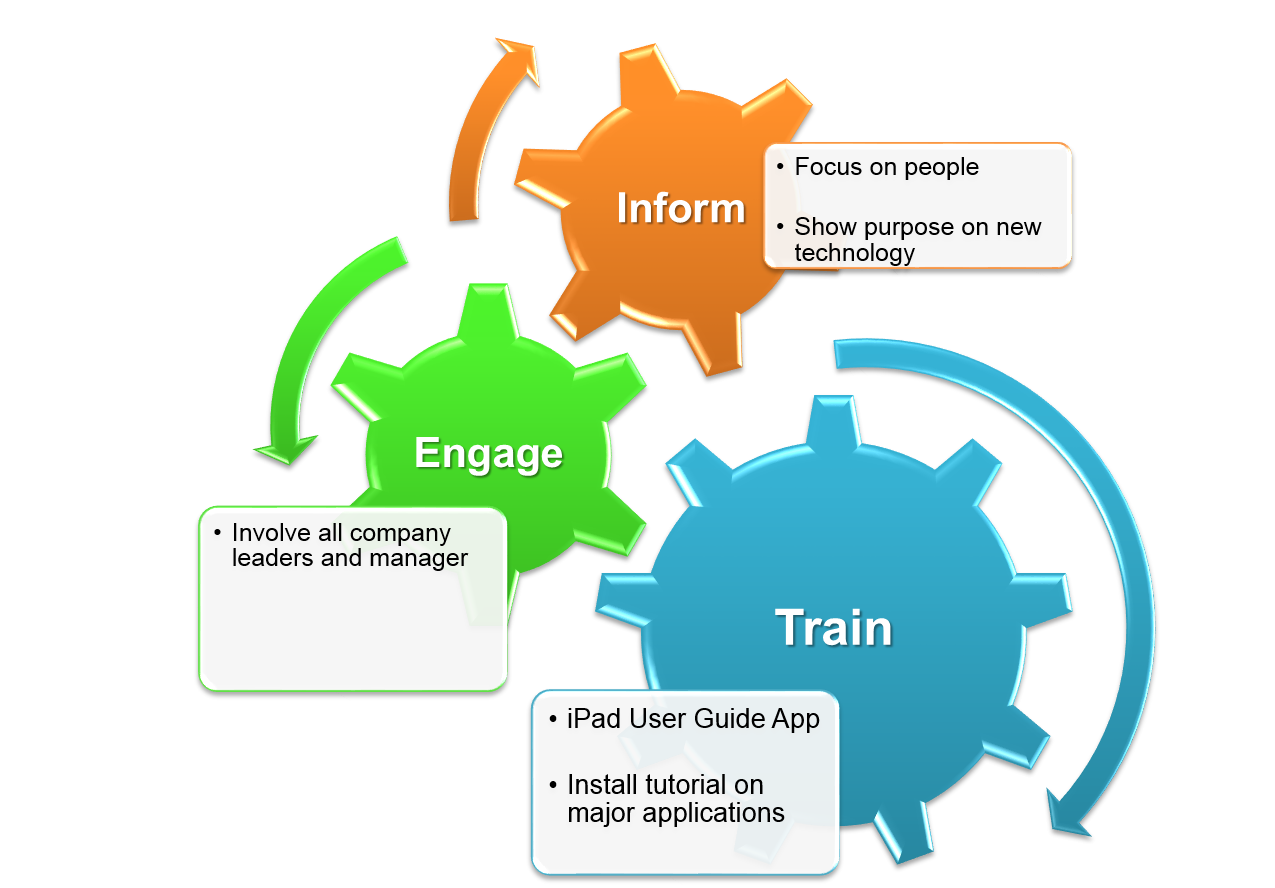 Inform
• Focus on people
• Show purpose on new
technology
Engage
• Involve all company
leaders and manager
Train
• iPad User Guide App
• Install tutorial on
major applications